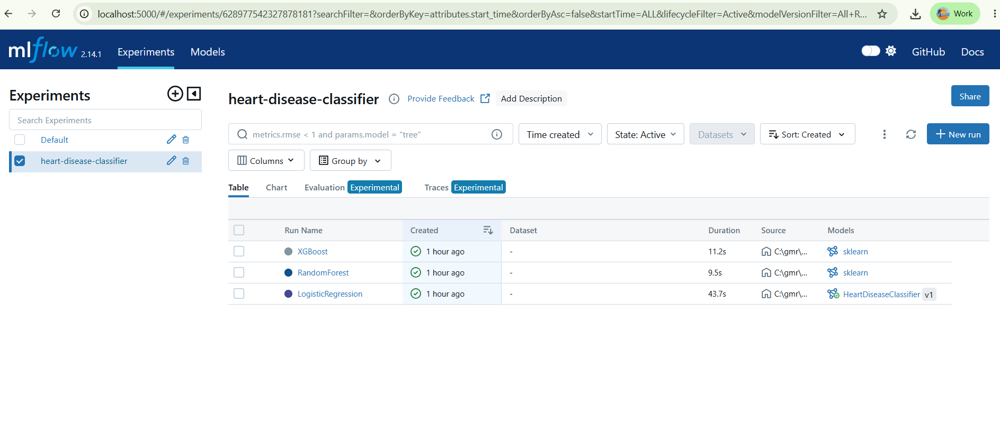 localhost:5000/#/experiments/628977542327878181?searchFilter=&orderByKey=attributes.start_time&orderByAsc=false&startTime=ALL&lifecycleFilter=Active&modelVersionFilter=All+R...
Work
mlflow 2.14.1
Experiments
Models
GitHub
Docs
Experiments
Search Experiments
Default
heart-disease-classifier
heart-disease-classifier
Provide Feedback
Add Description
Share
metrics.rmse < 1 and params.model = "tree"
Time created
State: Active
Datasets
Sort: Created
New run
Columns
Group by
Table
Chart
Evaluation Experimental
Traces Experimental
Run Name Created Dataset Duration Source Models
XGBoost 1 hour ago - 11.2s C:\gmr\... sklearn
RandomForest 1 hour ago - 9.5s C:\gmr\... sklearn
LogisticRegression 1 hour ago - 43.7s C:\gmr\... HeartDiseaseClassifier v1